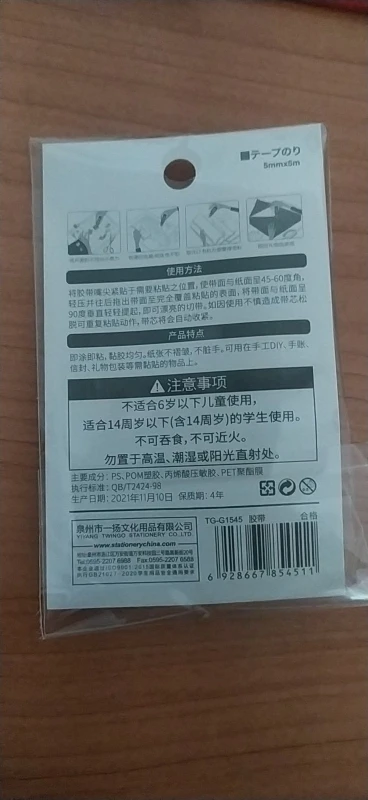 ■テープのり
5mmx5m
使用方法
将胶带嘴尖紧贴于需要粘贴之位置，使带面与纸面呈45-60度角，
轻压并往后拖出带面至完全覆盖粘贴的表面，将带面与纸面呈
90度垂直轻轻提起，即可漂亮的切带。如因使用不慎造成带芯松
脱可重复粘贴动作，带芯将会自动收紧。
产品特点
即涂即粘，黏胶均匀。纸张不褶皱，不脏手。可用在手工DIY、手账、
信封、礼物包装等需黏贴的物品上。
注意事项
不适合6岁以下儿童使用，
适合14周岁以下(含14周岁)的学生使用。
不可吞食，不可近火。
勿置于高温、潮湿或阳光直射处。
主要成分：PS、POM塑胶、丙烯酸压敏胶、PET聚酯膜
执行标准：QB/T2424-98
生产日期：2021年11月10日 保质期：4年
泉州市一扬文化用品有限公司
YIYANG TWINGO STATIONERY CO.,LTD
www.stationerychina.com
Tel:0595-2207 8988 Fax:0595-2207 6588
TG-G1545 胶带 合格
6 928667 854511